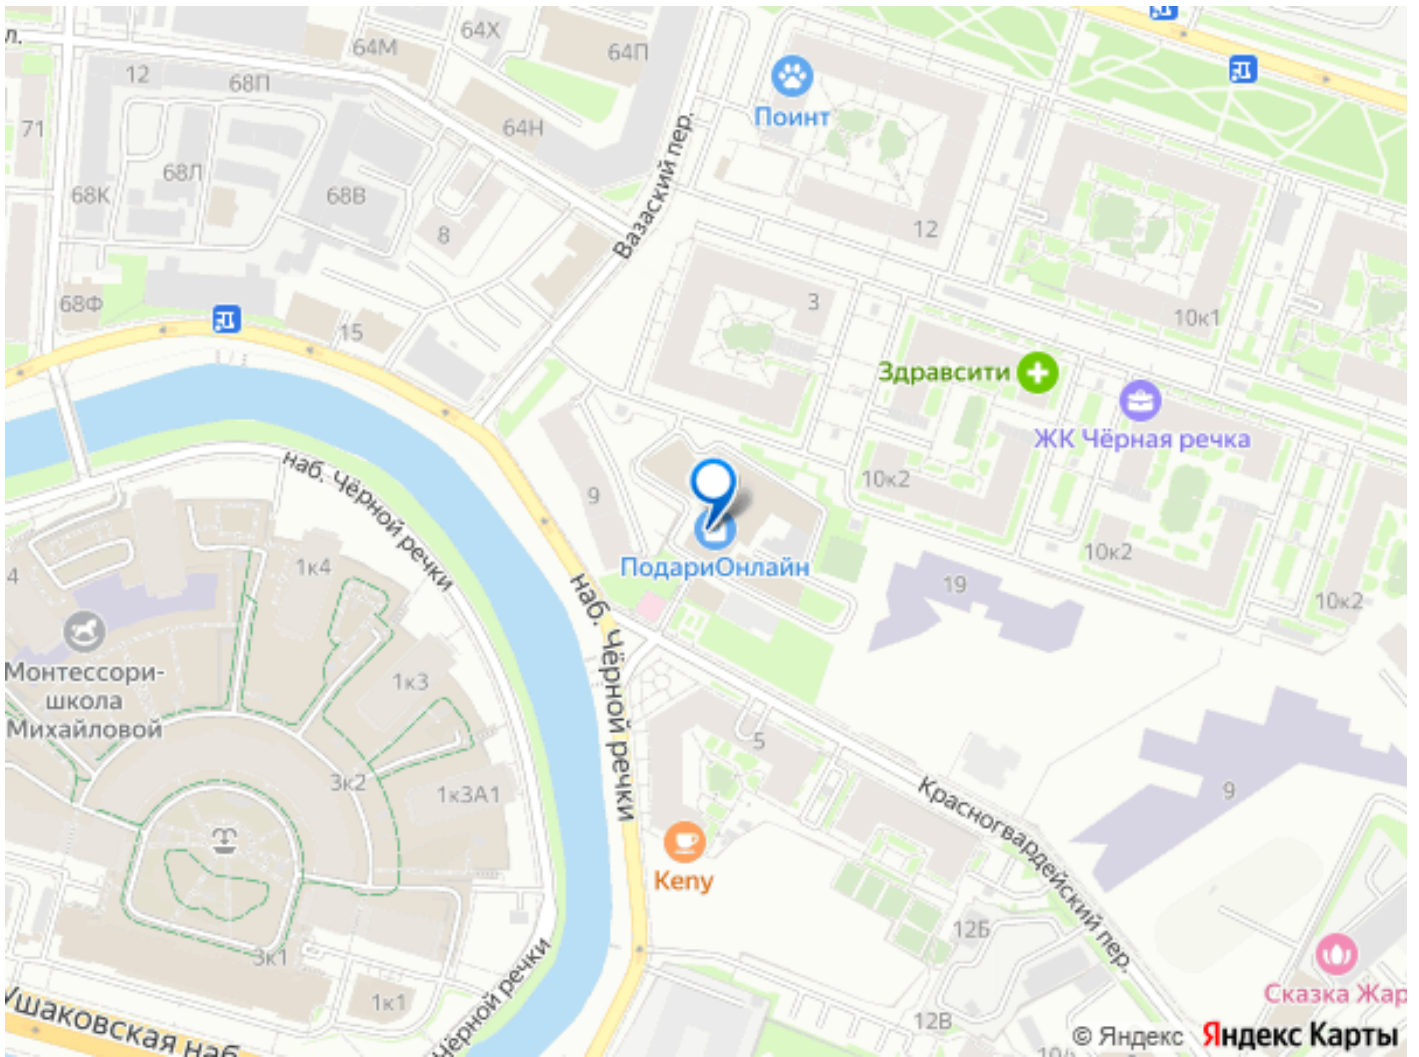 л.
64М
64Х
64П
12
68П
Поинт
71
64Н
Вазаский пер.
68Л
68К
68В
8
12
68Ф
15
3
10к1
Здравсити
ЖК Чёрная речка
наб. Чёрной речки
9
10к2
10к2
ПодариОнлайн
4
1к4
наб. Чёрной речки
19
10к2
Монтессори-
школа
Михайловой
1к3
5
3к2
1к3А1
Красногвардейский пер.
9
Keny
12Б
3к1
Чёрной речки
Сказка Жар
1к1
Ушаковская наб
12В
© Яндекс Яндекс Карты